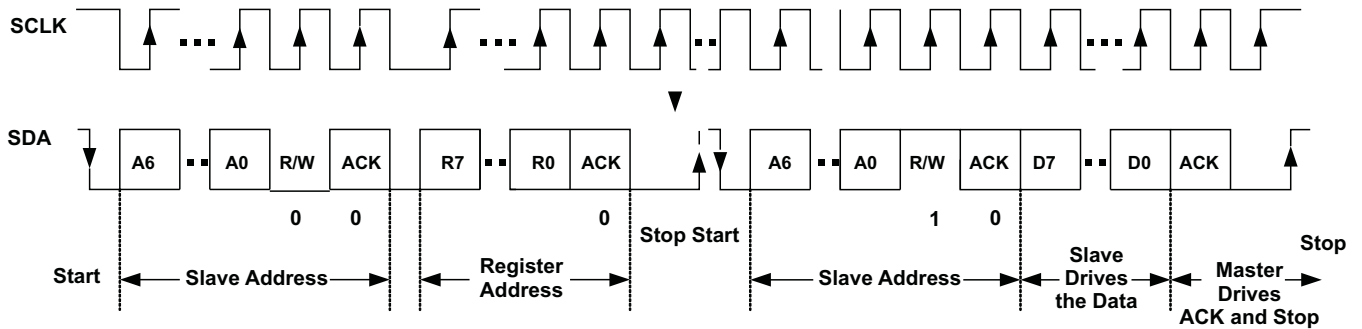 SCLK
SDA
A6 A0 R/W ACK R7 R0 ACK A6 A0 R/W ACK D7 D0 ACK
0 0 0 1 0
Stop Start
Start
Slave Address
Register
Address
Slave Address
Slave
Drives
the Data
Master
Drives
ACK and Stop
Stop